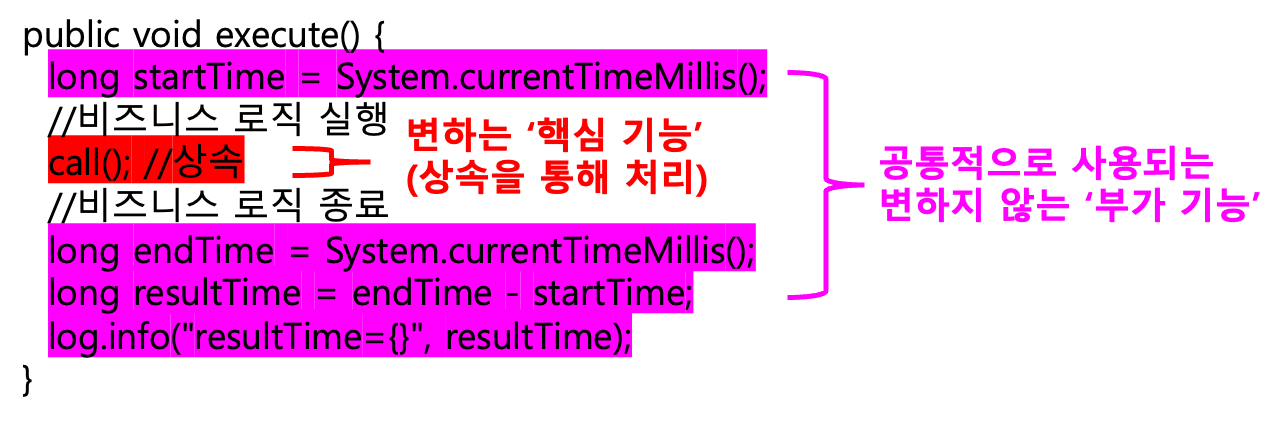 public void execute() {
long startTime = System.currentTimeMillis();
//비즈니스 로직 실행
call(); //상속
//비즈니스 로직 종료
long endTime = System.currentTimeMillis();
long resultTime = endTime - startTime;
log.info("resultTime={}", resultTime);
}
변하는 ‘핵심 기능’
(상속을 통해 처리)
공통적으로 사용되는
변하지 않는 ‘부가 기능’